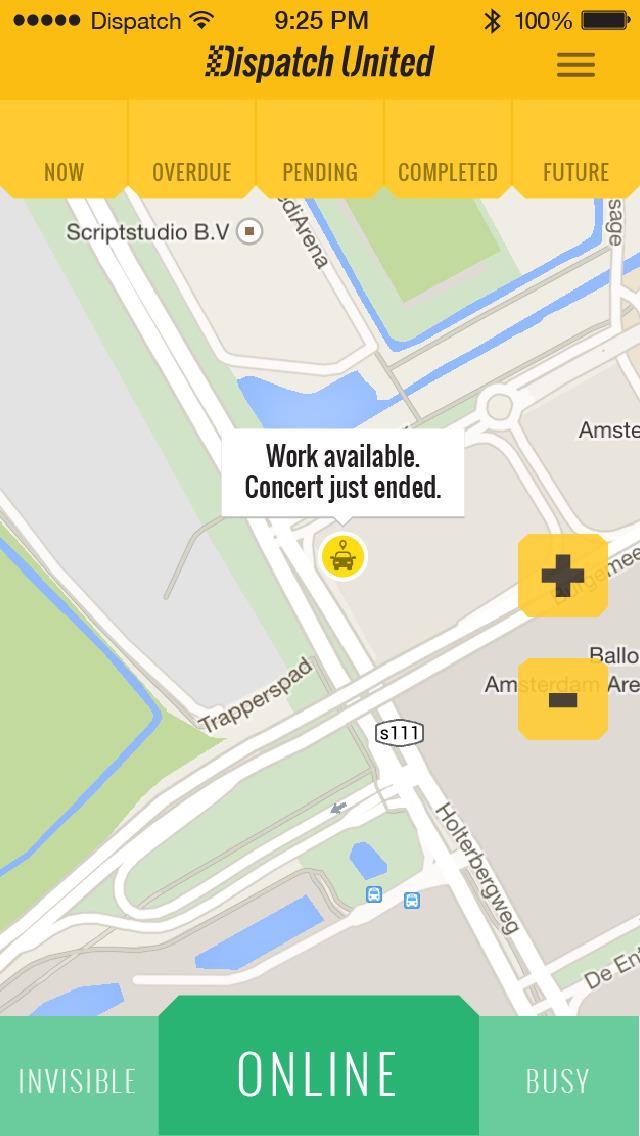 Dispatch 9:25 PM 100%
Dispatch United
NOW OVERDUE PENDING COMPLETED FUTURE
Scriptstudio B.V
diArena
sage
Amste
Work available.
Concert just ended.
Burgemee
Ballo
Amsterdam Are
Trapperspad
s111
Holterbergweg
De Ent
INVISIBLE ONLINE BUSY